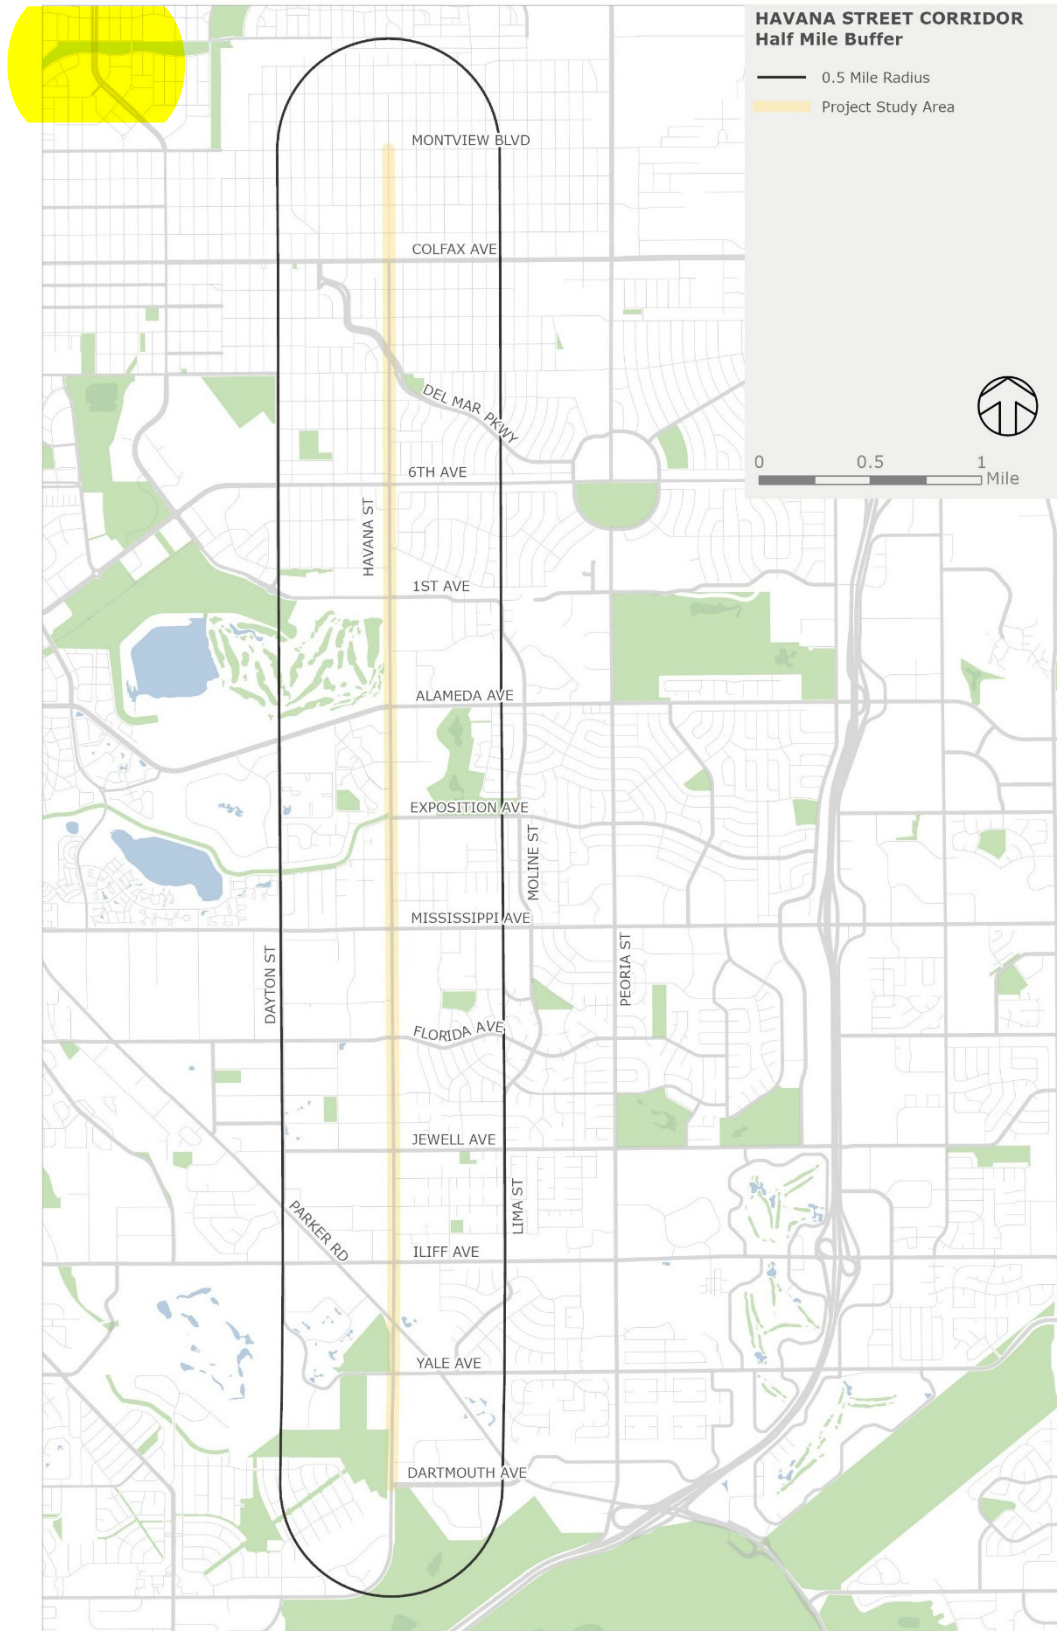 HAVANA STREET CORRIDOR
Half Mile Buffer
0.5 Mile Radius
Project Study Area
MONTVIEW BLVD
COLFAX AVE
DEL MAR PKWY
0 0.5 1
Mile
6TH AVE
HAVANA ST
1ST AVE
ALAMEDA AVE
EXPOSITION AVE
MOLINE ST
MISSISSIPPI AVE
DAYTON ST
PEORIA ST
FLORIDA AVE
JEWELL AVE
LIMA ST
PARKER RD
ILIFF AVE
YALE AVE
DARTMOUTH AVE